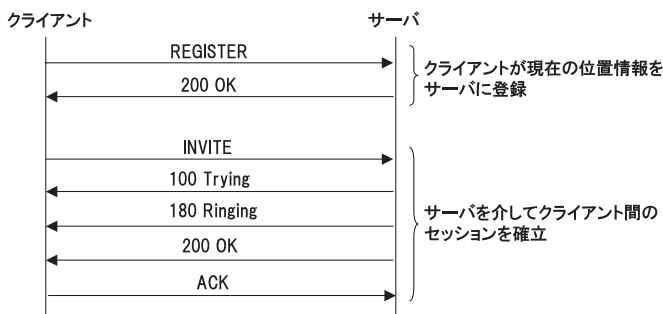 クライアント
サーバ
REGISTER
200 OK
クライアントが現在の位置情報を
サーバに登録
INVITE
100 Trying
180 Ringing
200 OK
ACK
サーバを介してクライアント間の
セッションを確立